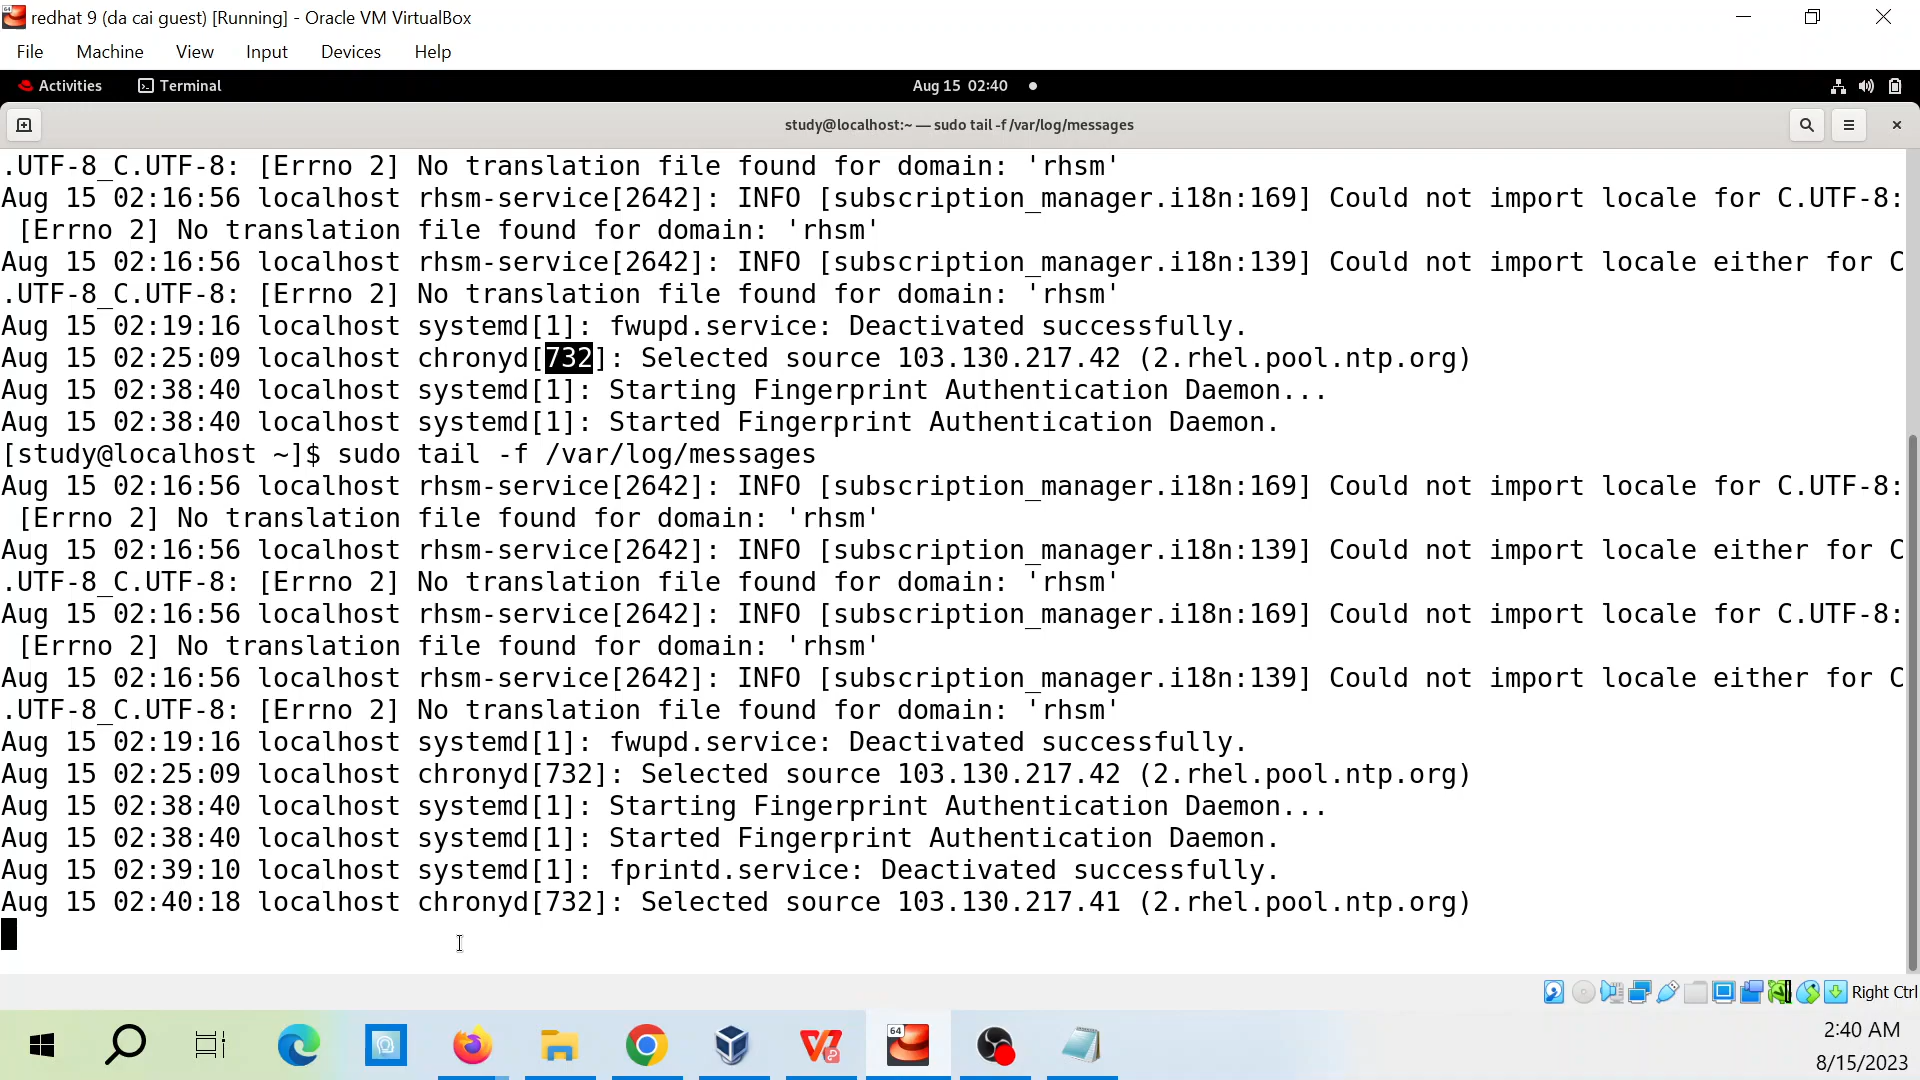 redhat 9 (da cai guest) [Running] - Oracle VM VirtualBox
File Machine View Input Devices Help
Activities Terminal Aug 15 02:40
study@localhost:~ — sudo tail -f /var/log/messages
.UTF-8_C.UTF-8: [Errno 2] No translation file found for domain: 'rhsm'
Aug 15 02:16:56 localhost rhsm-service[2642]: INFO [subscription_manager.i18n:169] Could not import locale for C.UTF-8:
[Errno 2] No translation file found for domain: 'rhsm'
Aug 15 02:16:56 localhost rhsm-service[2642]: INFO [subscription_manager.i18n:139] Could not import locale either for C
.UTF-8_C.UTF-8: [Errno 2] No translation file found for domain: 'rhsm'
Aug 15 02:19:16 localhost systemd[1]: fwupd.service: Deactivated successfully.
Aug 15 02:25:09 localhost chronyd[732]: Selected source 103.130.217.42 (2.rhel.pool.ntp.org)
Aug 15 02:38:40 localhost systemd[1]: Starting Fingerprint Authentication Daemon...
Aug 15 02:38:40 localhost systemd[1]: Started Fingerprint Authentication Daemon.
[study@localhost ~]$ sudo tail -f /var/log/messages
Aug 15 02:16:56 localhost rhsm-service[2642]: INFO [subscription_manager.i18n:169] Could not import locale for C.UTF-8:
[Errno 2] No translation file found for domain: 'rhsm'
Aug 15 02:16:56 localhost rhsm-service[2642]: INFO [subscription_manager.i18n:139] Could not import locale either for C
.UTF-8_C.UTF-8: [Errno 2] No translation file found for domain: 'rhsm'
Aug 15 02:16:56 localhost rhsm-service[2642]: INFO [subscription_manager.i18n:169] Could not import locale for C.UTF-8:
[Errno 2] No translation file found for domain: 'rhsm'
Aug 15 02:16:56 localhost rhsm-service[2642]: INFO [subscription_manager.i18n:139] Could not import locale either for C
.UTF-8_C.UTF-8: [Errno 2] No translation file found for domain: 'rhsm'
Aug 15 02:19:16 localhost systemd[1]: fwupd.service: Deactivated successfully.
Aug 15 02:25:09 localhost chronyd[732]: Selected source 103.130.217.42 (2.rhel.pool.ntp.org)
Aug 15 02:38:40 localhost systemd[1]: Starting Fingerprint Authentication Daemon...
Aug 15 02:38:40 localhost systemd[1]: Started Fingerprint Authentication Daemon.
Aug 15 02:39:10 localhost systemd[1]: fprintd.service: Deactivated successfully.
Aug 15 02:40:18 localhost chronyd[732]: Selected source 103.130.217.41 (2.rhel.pool.ntp.org)
Right Ctrl
64
2:40 AM
8/15/2023